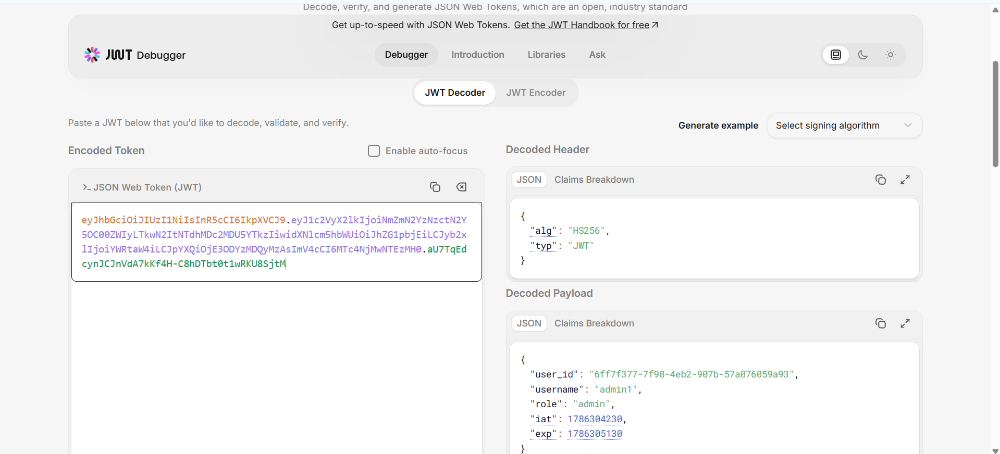 Decode, verify, and generate JSON Web Tokens, which are an open, industry standard
Get up-to-speed with JSON Web Tokens. Get the JWT Handbook for free
JWT Debugger
Debugger
Introduction
Libraries
Ask
JWT Decoder
JWT Encoder
Paste a JWT below that you'd like to decode, validate, and verify.
Generate example
Select signing algorithm
Encoded Token
Enable auto-focus
>_ JSON Web Token (JWT)
eyJhbGciOiJIUzI1NiIsInR5cCI6IkpXVCJ9.eyJ1c2VyX2lkIjoiNmZmN2YzNzctN2Y
5OC00ZWIyLTkwN2ItNTdhMDc2MDU5YTkzIiwidXNlcm5hbWUiOiJhZG1pbjEiLCJyb2x
lIjoiYWRtaW4iLCJpYXQiOjE3ODYzMDQyMzAsImV4cCI6MTc4NjMwNTEzMH0.aU7TqEd
cynJCJnVdA7kKf4H-C8hDTbt0t1wRKU8SjtM
Decoded Header
JSON
Claims Breakdown
{
"alg": "HS256",
"typ": "JWT"
}
Decoded Payload
JSON
Claims Breakdown
{
"user_id": "6ff7f377-7f98-4eb2-907b-57a076059a93",
"username": "admin1",
"role": "admin",
"iat": 1786304230,
"exp": 1786305130
}